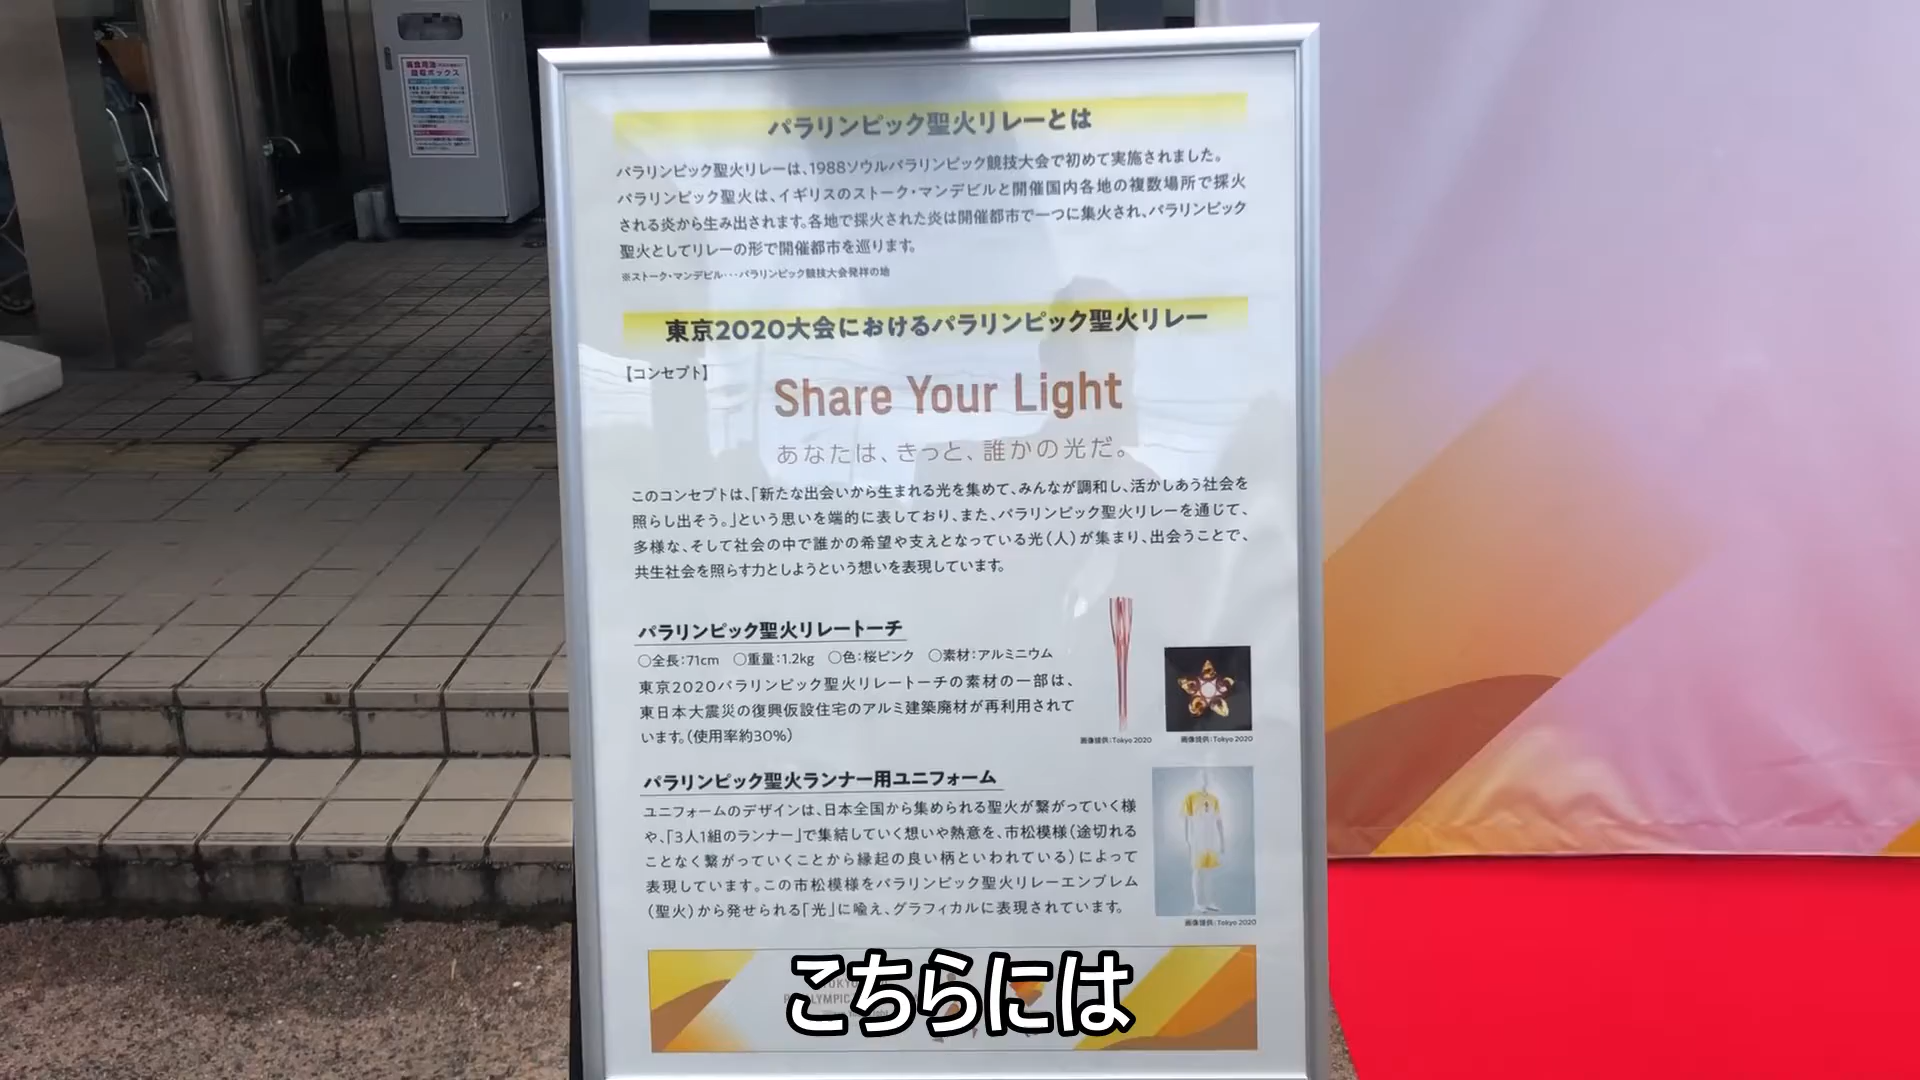 廃食用油
回収ボックス
パラリンピック聖火リレーとは
パラリンピック聖火リレーは、1988ソウルパラリンピック競技大会で初めて実施されました。
パラリンピック聖火は、イギリスのストーク・マンデビルと開催国内各地の複数場所で採火
される炎から生み出されます。各地で採火された炎は開催都市で一つに集火され、パラリンピック
聖火としてリレーの形で開催都市を巡ります。
※ストーク・マンデビル･･･パラリンピック競技大会発祥の地
東京2020大会におけるパラリンピック聖火リレー
【コンセプト】
Share Your Light
あなたは、きっと、誰かの光だ。
このコンセプトは、「新たな出会いから生まれる光を集めて、みんなが調和し、活かしあう社会を
照らし出そう。」という思いを端的に表しており、また、パラリンピック聖火リレーを通じて、
多様な、そして社会の中で誰かの希望や支えとなっている光（人）が集まり、出会うことで、
共生社会を照らす力としようという想いを表現しています。
パラリンピック聖火リレートーチ
○全長：71cm ○重量：1.2kg ○色：桜ピンク ○素材：アルミニウム
東京2020パラリンピック聖火リレートーチの素材の一部は、
東日本大震災の復興仮設住宅のアルミ建築廃材が再利用されて
います。（使用率約30%）
画像提供：Tokyo 2020
画像提供：Tokyo 2020
パラリンピック聖火ランナー用ユニフォーム
ユニフォームのデザインは、日本全国から集められる聖火が繋がっていく様
や、「3人1組のランナー」で集結していく想いや熱意を、市松模様（途切れる
ことなく繋がっていくことから縁起の良い柄といわれている）によって
表現しています。この市松模様をパラリンピック聖火リレーエンブレム
（聖火）から発せられる「光」に喩え、グラフィカルに表現されています。
画像提供：Tokyo 2020
こちらには